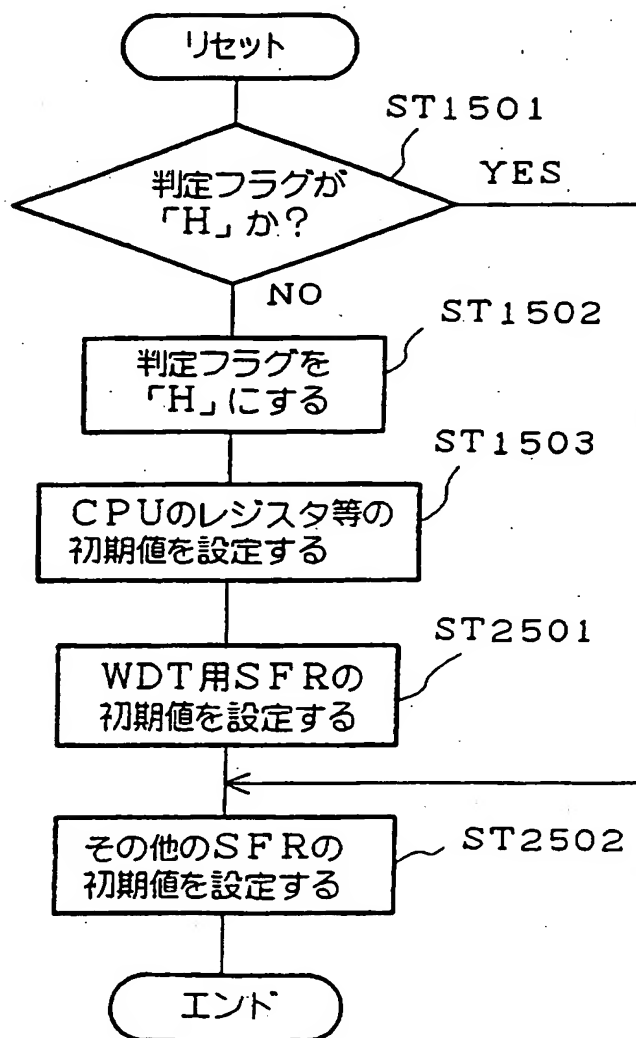 リセット
ST1501
判定フラグが
「H」か?
YES
NO
ST1502
判定フラグを
「H」にする
ST1503
CPUのレジスタ等の
初期値を設定する
ST2501
WDT用SFRの
初期値を設定する
ST2502
その他のSFRの
初期値を設定する
エンド